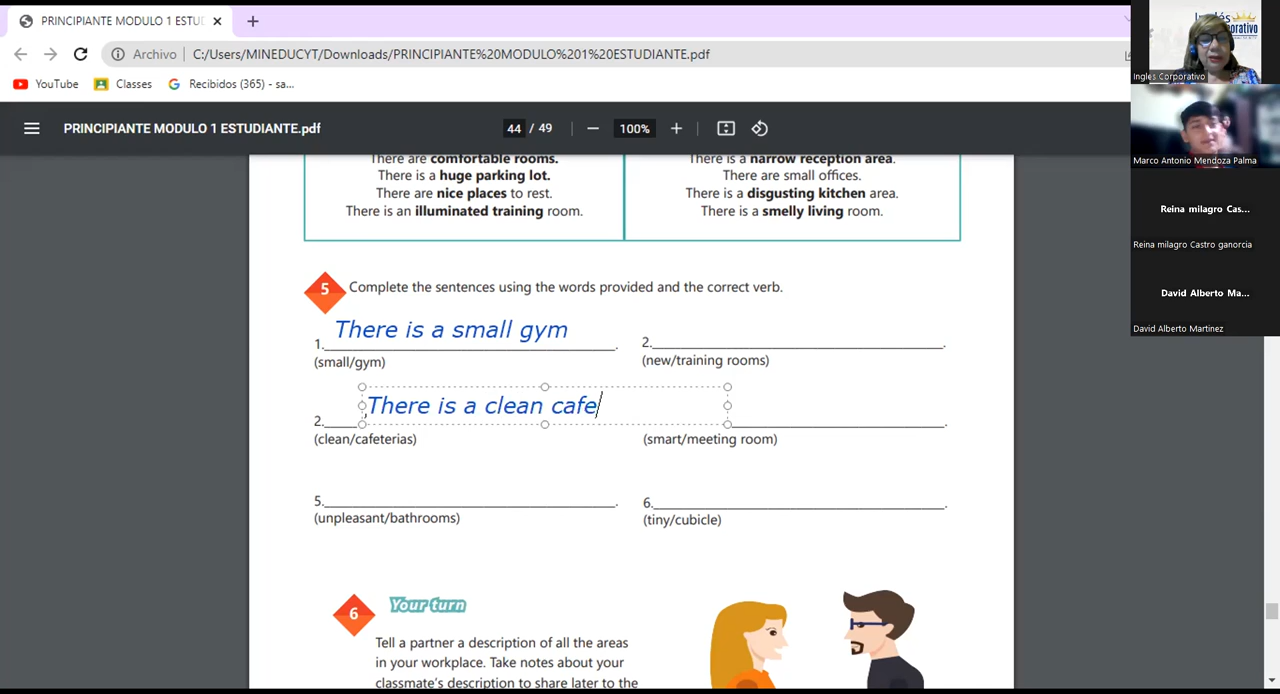 PRINCIPIANTE MODULO 1 ESTU
Archivo C:/Users/MINEDUCYT/Downloads/PRINCIPIANTE%20MODULO%201%20ESTUDIANTE.pdf
YouTube Classes Recibidos (365) - sa...
PRINCIPIANTE MODULO 1 ESTUDIANTE.pdf 44 / 49 100%
Ingles Corporativo
Marco Antonio Mendoza Palma
Reina milagro Cas...
Reina milagro Castro ganorcia
David Alberto Ma...
David Alberto Martinez
There are comfortable rooms.
There is a huge parking lot.
There are nice places to rest.
There is an illuminated training room.
There is a narrow reception area.
There are small offices.
There is a disgusting kitchen area.
There is a smelly living room.
5 Complete the sentences using the words provided and the correct verb.
1. There is a small gym.
(small/gym)
2.
(new/training rooms)
2. There is a clean cafe
(clean/cafeterias)
(smart/meeting room)
5.
(unpleasant/bathrooms)
6.
(tiny/cubicle)
6 Your turn
Tell a partner a description of all the areas
in your workplace. Take notes about your
classmate's description to share later to the